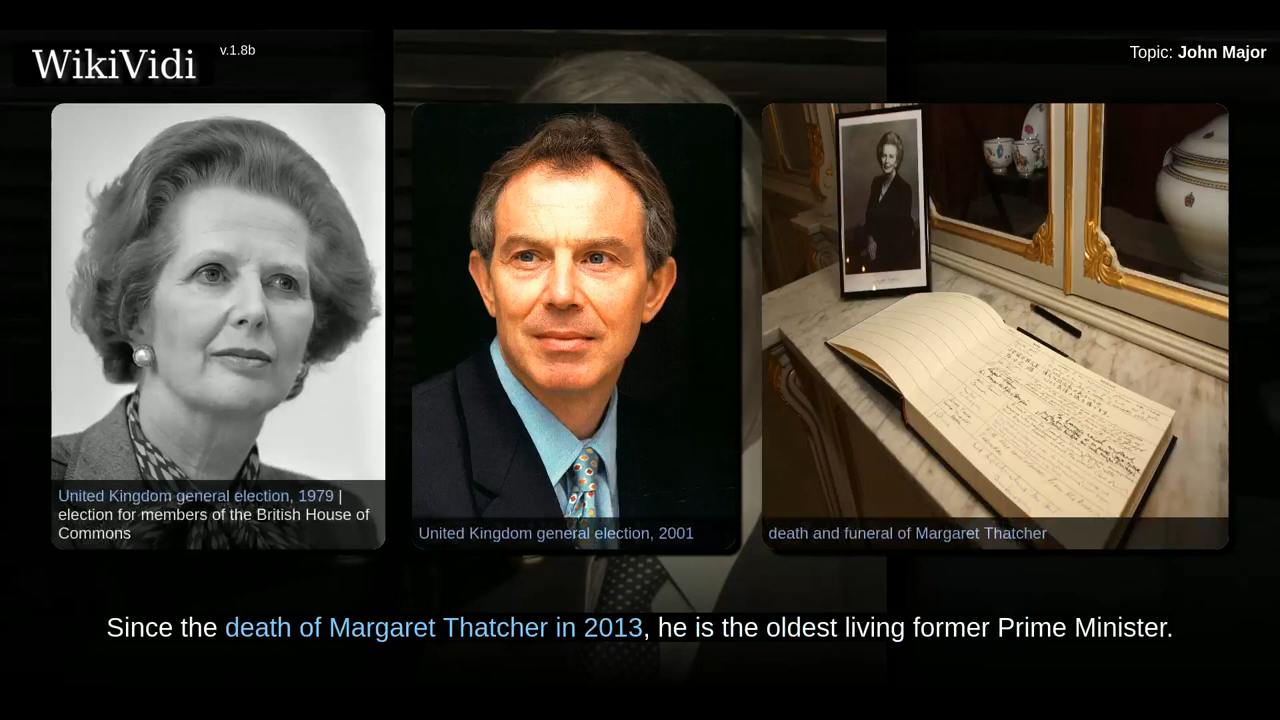 WikiVidi
v.1.8b
Topic: John Major
United Kingdom general election, 1979 |
election for members of the British House of
Commons
United Kingdom general election, 2001
death and funeral of Margaret Thatcher
Since the death of Margaret Thatcher in 2013, he is the oldest living former Prime Minister.